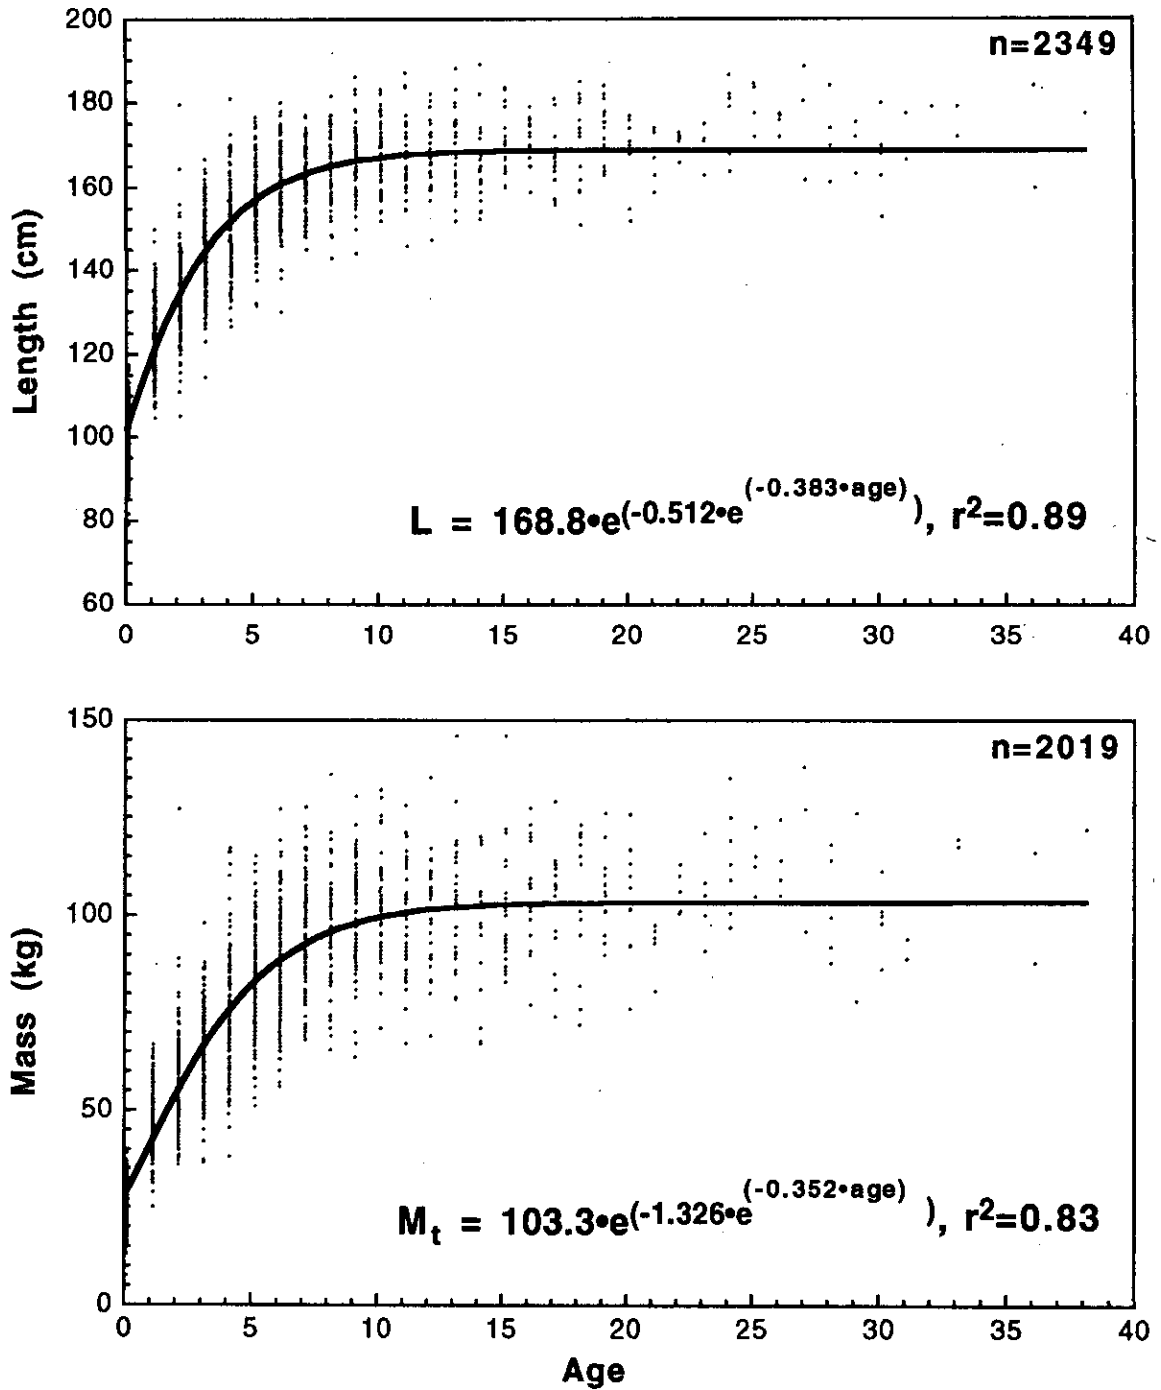 200
n=2349
180
160
140
120
100
80
60
Length (cm)
L = 168.8•e(-0.512•e(-0.383•age)), r2=0.89
0 5 10 15 20 25 30 35 40
150
n=2019
100
50
0
Mass (kg)
Mt = 103.3•e(-1.326•e(-0.352•age)), r2=0.83
0 5 10 15 20 25 30 35 40
Age